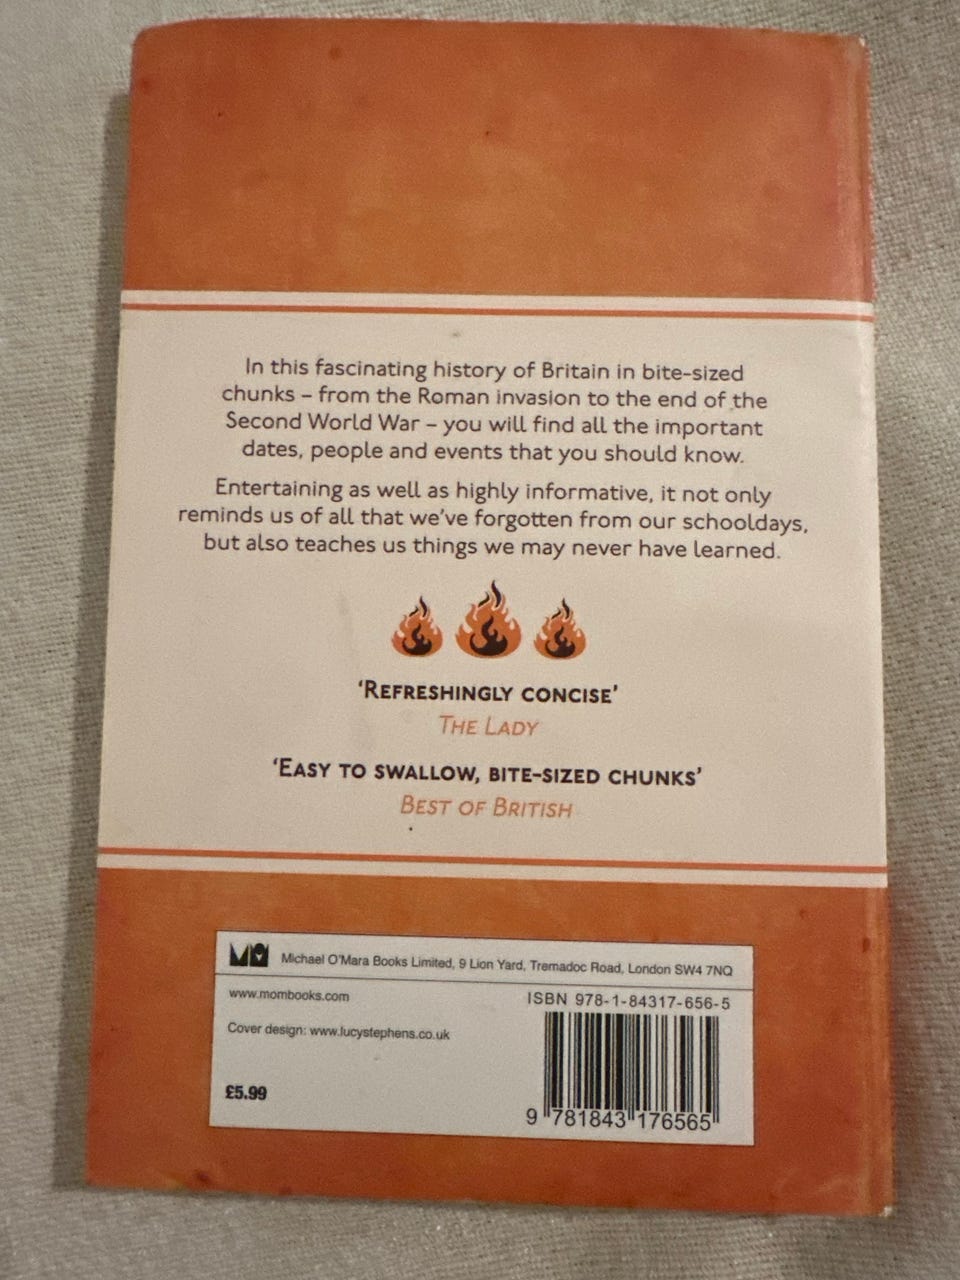 In this fascinating history of Britain in bite-sized
chunks – from the Roman invasion to the end of the
Second World War – you will find all the important
dates, people and events that you should know.
Entertaining as well as highly informative, it not only
reminds us of all that we've forgotten from our schooldays,
but also teaches us things we may never have learned.
'REFRESHINGLY CONCISE'
THE LADY
'EASY TO SWALLOW, BITE-SIZED CHUNKS'
BEST OF BRITISH
Michael O'Mara Books Limited, 9 Lion Yard, Tremadoc Road, London SW4 7NQ
www.mombooks.com
ISBN 978-1-84317-656-5
Cover design: www.lucystephens.co.uk
£5.99
9 781843 176565